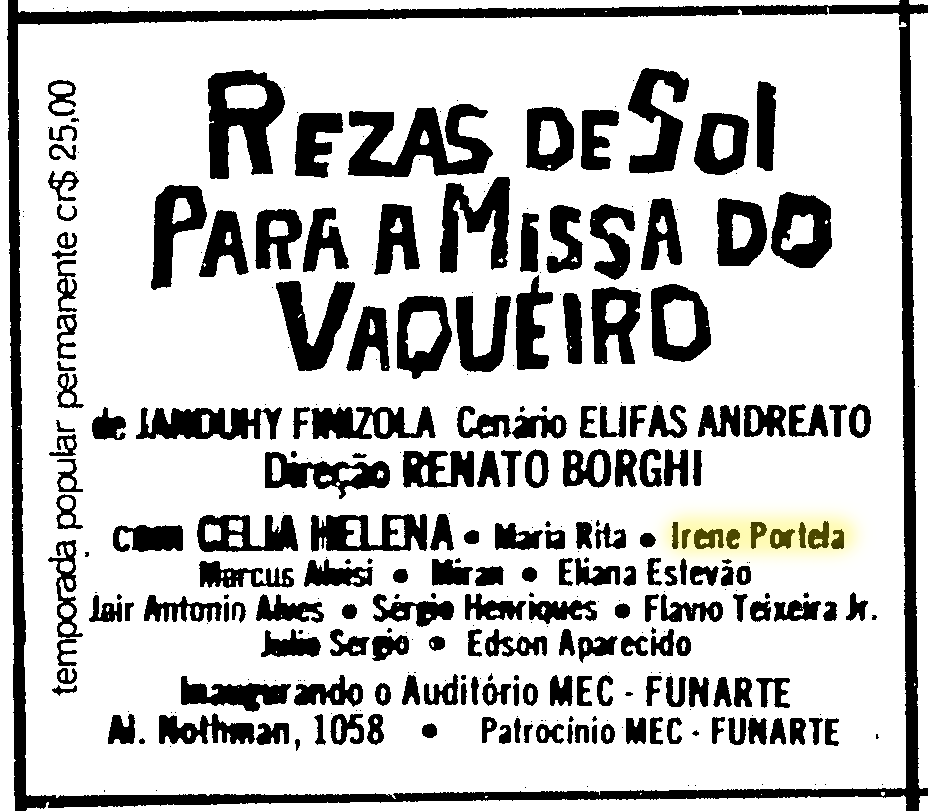 REZAS DE SOL
PARA A MISSA DO
VAQUEIRO
temporada popular permanente cr$ 25,00
de JANDUHY FINIZOLA Cenário ELIFAS ANDREATO
Direção RENATO BORGHI
com CELIA HELENA • Maria Rita • Irene Portela
Marcus Aluisi • Miran • Eliana Estevão
Jair Antonio Alves • Sérgio Henriques • Flavio Teixeira Jr.
Julio Sergio • Edson Aparecido
Inaugurando o Auditório MEC - FUNARTE
Al. Nothman, 1058 • Patrocínio MEC - FUNARTE